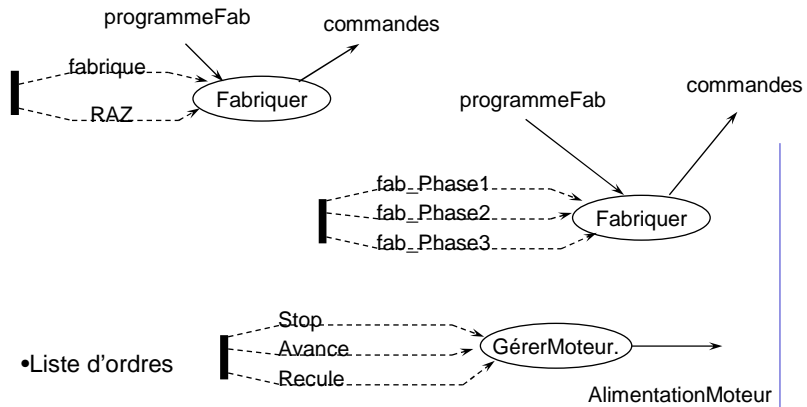 programmeFab
commandes
fabrique
Fabriquer
RAZ
commandes
programmeFab
fab_Phase1
fab_Phase2
Fabriquer
fab_Phase3
Stop
Avance
GérerMoteur.
•Liste d'ordres
Recule
AlimentationMoteur